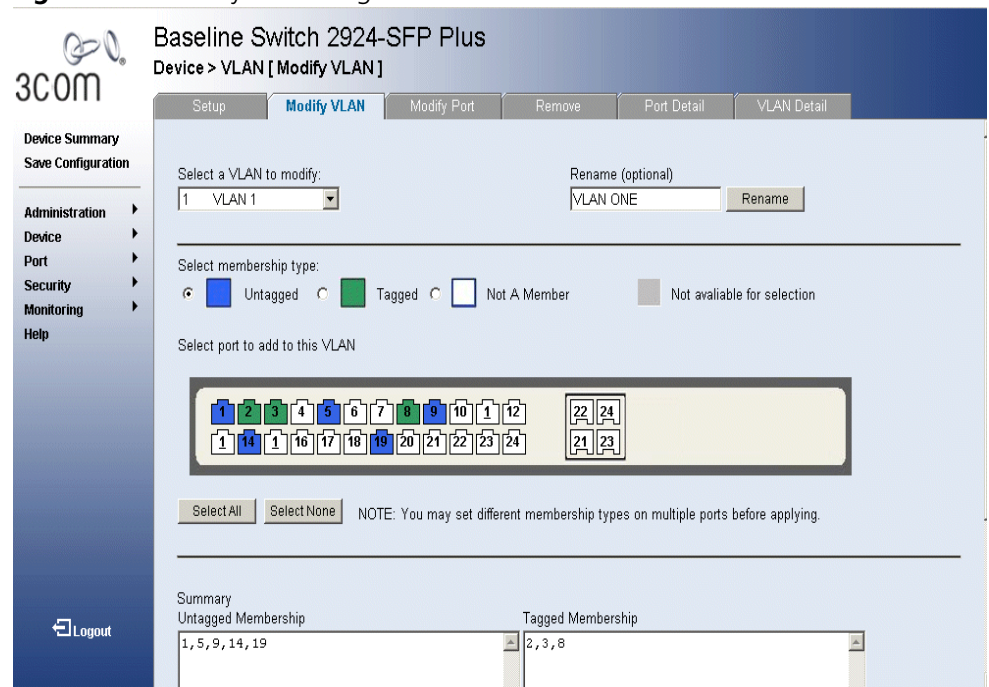 3COM
Baseline Switch 2924-SFP Plus
Device > VLAN [ Modify VLAN ]
Setup Modify VLAN Modify Port Remove Port Detail VLAN Detail
Device Summary
Save Configuration
Administration
Device
Port
Security
Monitoring
Help
Logout
Select a VLAN to modify:
Rename (optional)
1 VLAN 1
VLAN ONE
Rename
Select membership type:
Untagged Tagged Not A Member Not avaliable for selection
Select port to add to this VLAN
1 2 3 4 5 6 7 8 9 10 1 12 22 24
1 14 1 16 17 18 19 20 21 22 23 24 21 23
Select All Select None NOTE: You may set different membership types on multiple ports before applying.
Summary
Untagged Membership
Tagged Membership
1,5,9,14,19
2,3,8